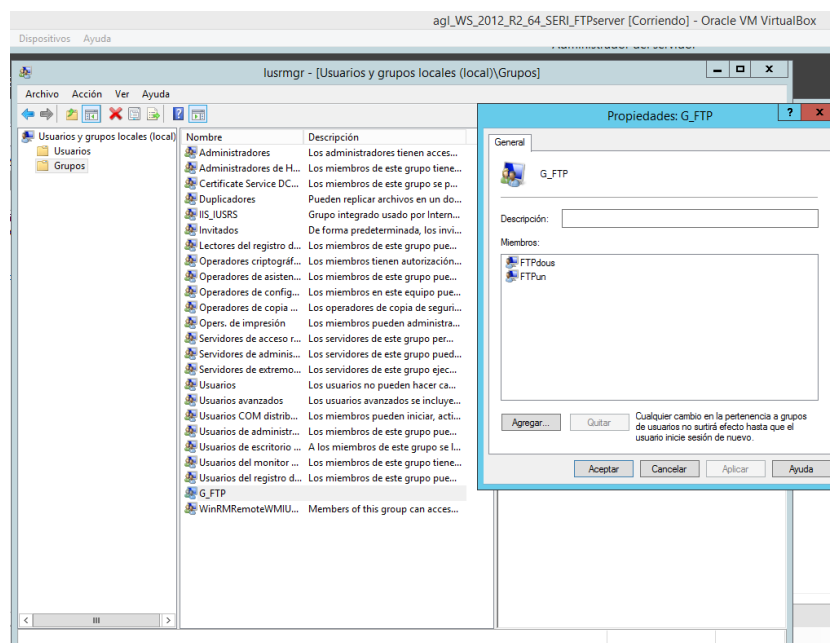 agl_WS_2012_R2_64_SERI_FTPserver [Corriendo] - Oracle VM VirtualBox
Dispositivos Ayuda
Administrador del servidor
lusrmgr - [Usuarios y grupos locales (local)\Grupos]
Archivo Acción Ver Ayuda
Usuarios y grupos locales (local)
Usuarios
Grupos
Nombre Descripción
Administradores Los administradores tienen acces...
Administradores de H... Los miembros de este grupo tiene...
Certificate Service DC... Los miembros de este grupo se p...
Duplicadores Pueden replicar archivos en un do...
IIS_IUSRS Grupo integrado usado por Intern...
Invitados De forma predeterminada, los invi...
Lectores del registro d... Los miembros de este grupo pue...
Operadores criptográf... Los miembros tienen autorización...
Operadores de asisten... Los miembros de este grupo pue...
Operadores de config... Los miembros en este equipo pue...
Operadores de copia ... Los operadores de copia de seguri...
Opers. de impresión Los miembros pueden administra...
Servidores de acceso r... Los servidores de este grupo per...
Servidores de adminis... Los servidores de este grupo pued...
Servidores de extremo... Los servidores de este grupo ejec...
Usuarios Los usuarios no pueden hacer ca...
Usuarios avanzados Los usuarios avanzados se incluye...
Usuarios COM distrib... Los miembros pueden iniciar, acti...
Usuarios de administr... Los miembros de este grupo pue...
Usuarios de escritorio ... A los miembros de este grupo se l...
Usuarios del monitor ... Los miembros de este grupo tiene...
Usuarios del registro d... Los miembros de este grupo pue...
G_FTP
WinRMRemoteWMIU... Members of this group can acces...
Propiedades: G_FTP
General
G_FTP
Descripción:
Miembros:
FTPdous
FTPun
Agregar... Quitar
Cualquier cambio en la pertenencia a grupos
de usuarios no surtirá efecto hasta que el
usuario inicie sesión de nuevo.
Aceptar Cancelar Aplicar Ayuda